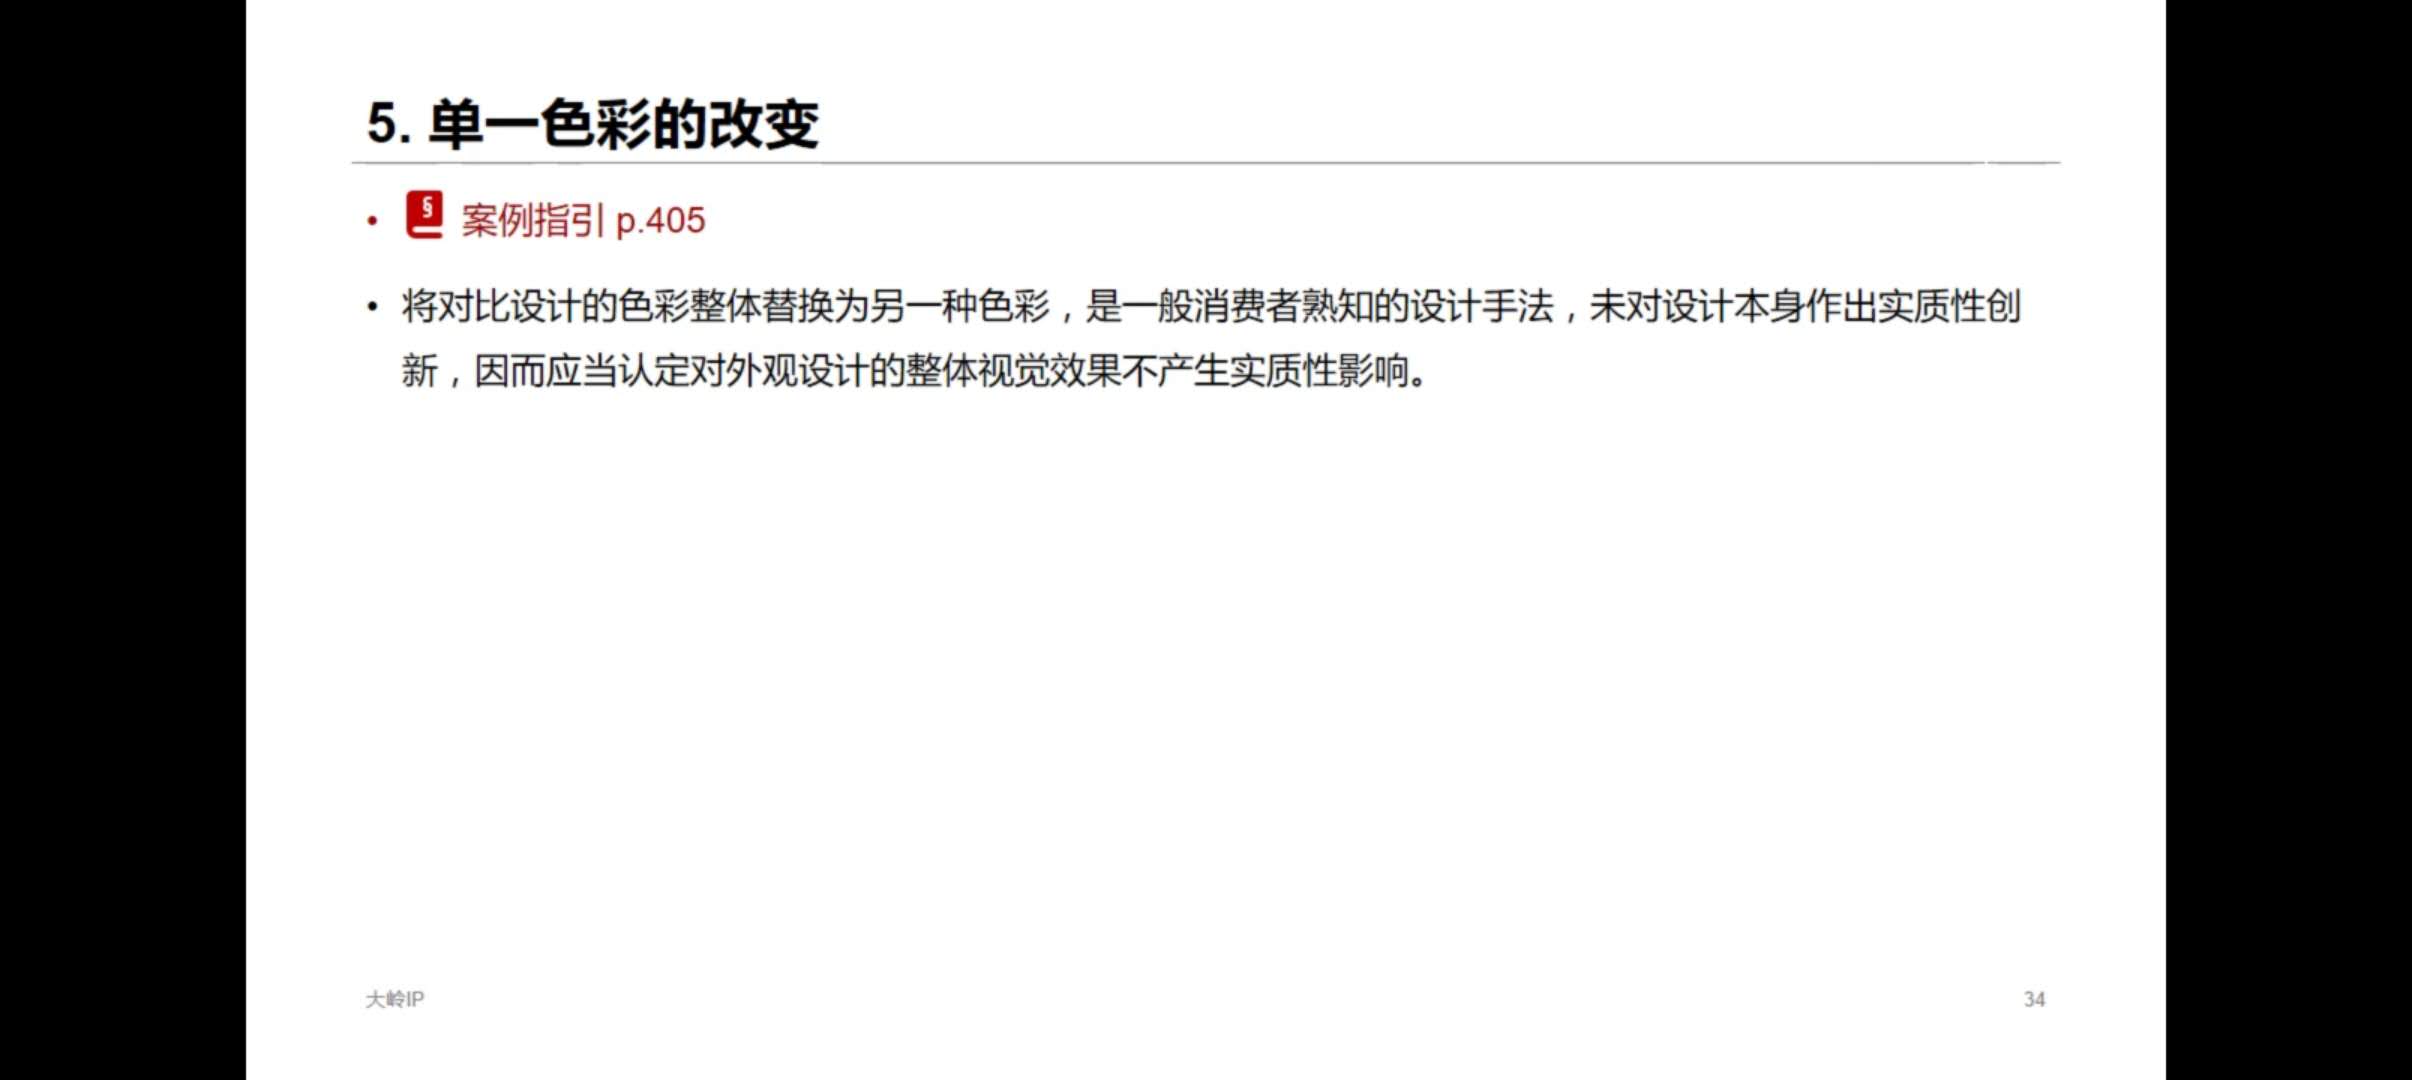 5. 单一色彩的改变
• § 案例指引 p.405
• 将对比设计的色彩整体替换为另一种色彩，是一般消费者熟知的设计手法，未对设计本身作出实质性创
新，因而应当认定对外观设计的整体视觉效果不产生实质性影响。
大岭IP
34